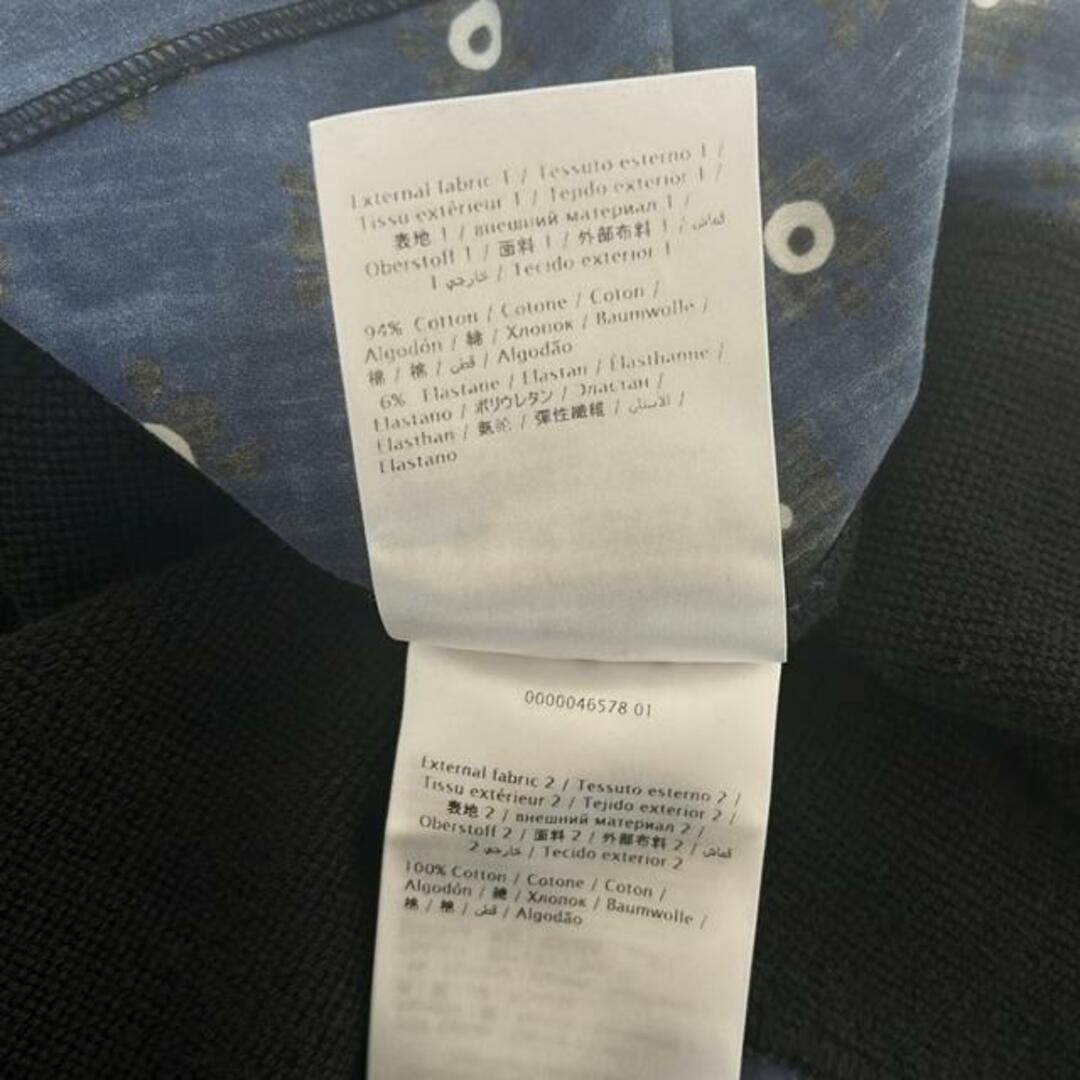 External fabric 1 / Tessuto esterno 1 /
Tissu extérieur 1 / Tejido exterior 1 /
表地 1 / внешний материал 1 /
Oberstoff 1 / 面料 1 / 外部布料 1 / قماش
خارجي 1 / Tecido exterior 1
94% Cotton / Cotone / Coton /
Algodón / 綿 / Хлопок / Baumwolle /
棉 / 棉 / قطن / Algodão
6% Elastane / Elastan / Élasthanne /
Elastano / ポリウレタン / Эластан /
Elasthan / 氨纶 / 彈性纖維 / الاستان /
Elastano
0000046578 01
External fabric 2 / Tessuto esterno 2 /
Tissu extérieur 2 / Tejido exterior 2 /
表地 2 / внешний материал 2 /
Oberstoff 2 / 面料 2 / 外部布料 2 / قماش
خارجي 2 / Tecido exterior 2
100% Cotton / Cotone / Coton /
Algodón / 綿 / Хлопок / Baumwolle /
棉 / 棉 / قطن / Algodão